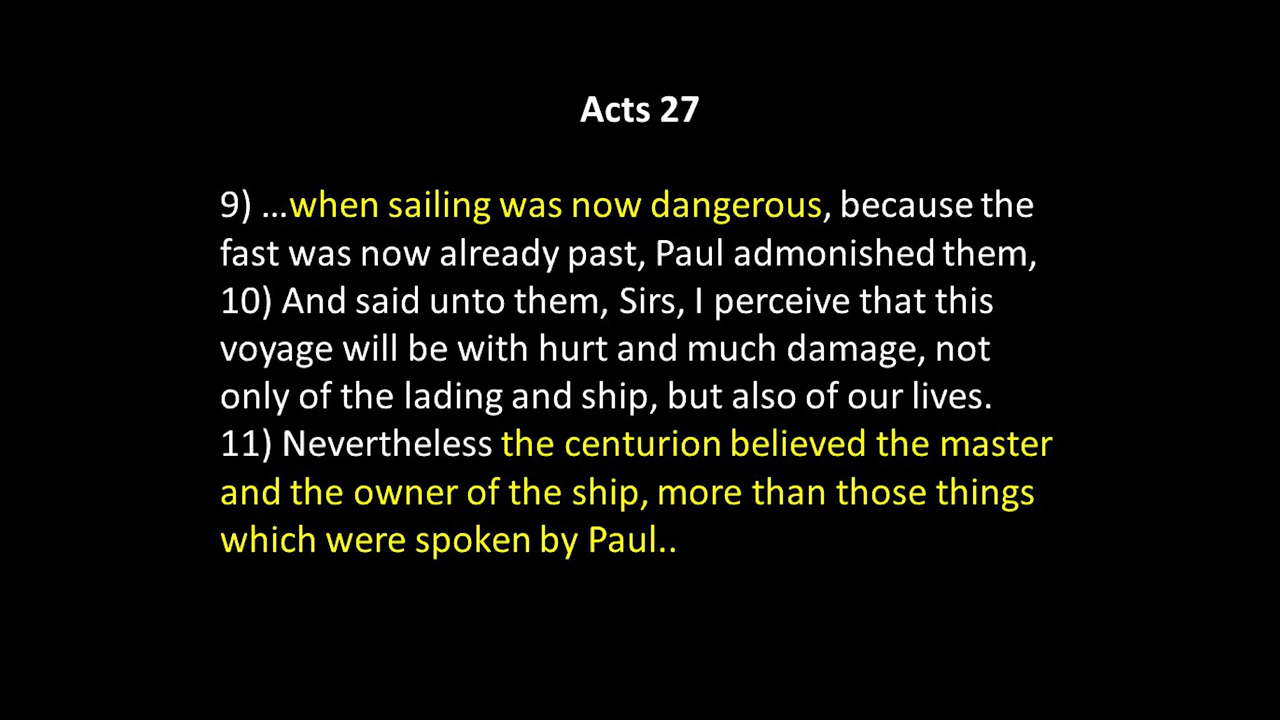 Acts 27
9) …when sailing was now dangerous, because the
fast was now already past, Paul admonished them,
10) And said unto them, Sirs, I perceive that this
voyage will be with hurt and much damage, not
only of the lading and ship, but also of our lives.
11) Nevertheless the centurion believed the master
and the owner of the ship, more than those things
which were spoken by Paul..